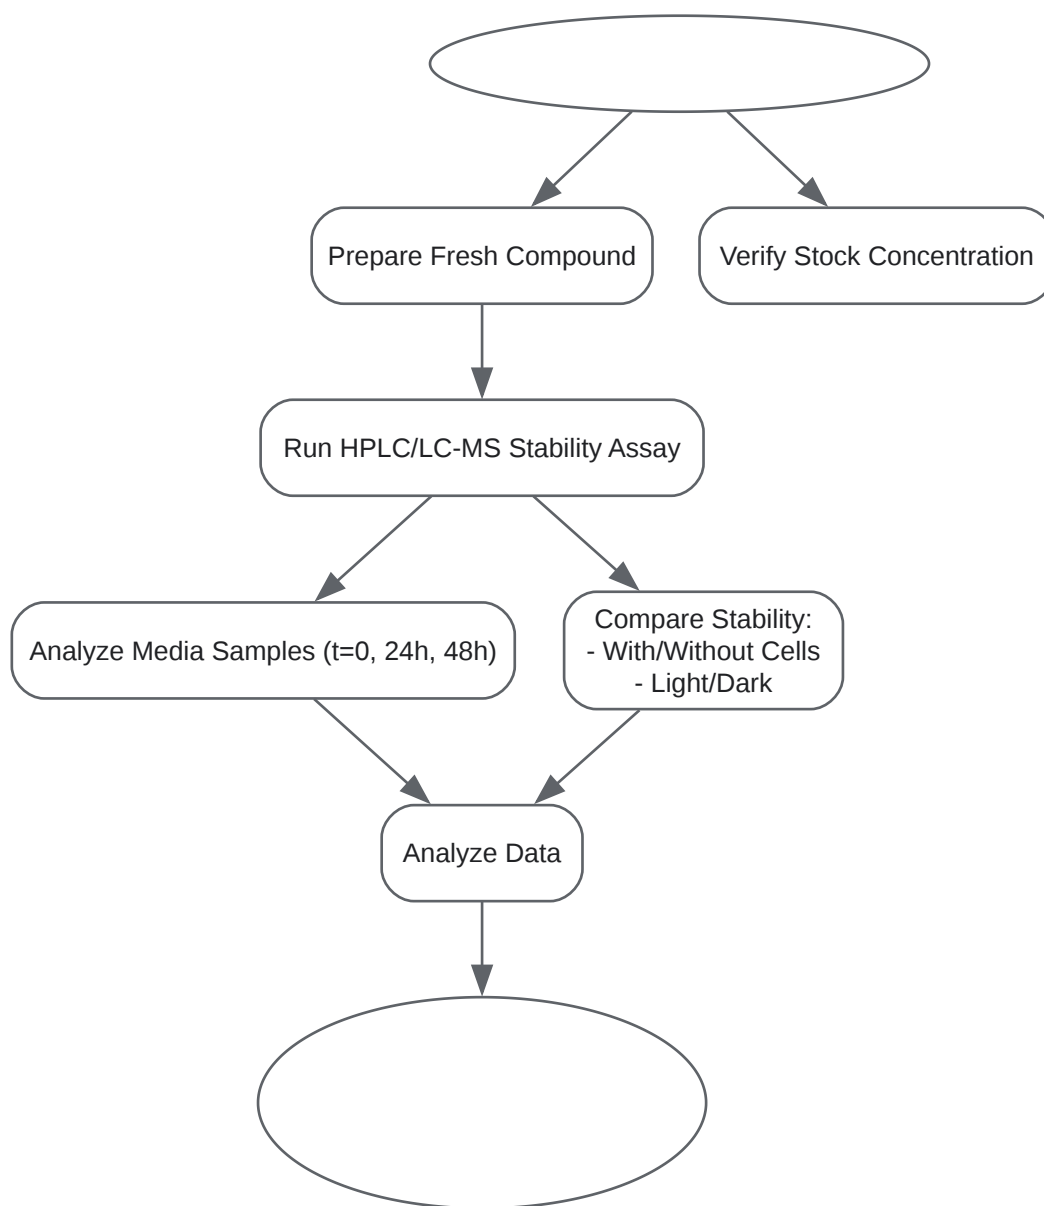 Prepare Fresh Compound
Verify Stock Concentration
Run HPLC/LC-MS Stability Assay
Analyze Media Samples (t=0, 24h, 48h)
Compare Stability:
- With/Without Cells
- Light/Dark
Analyze Data